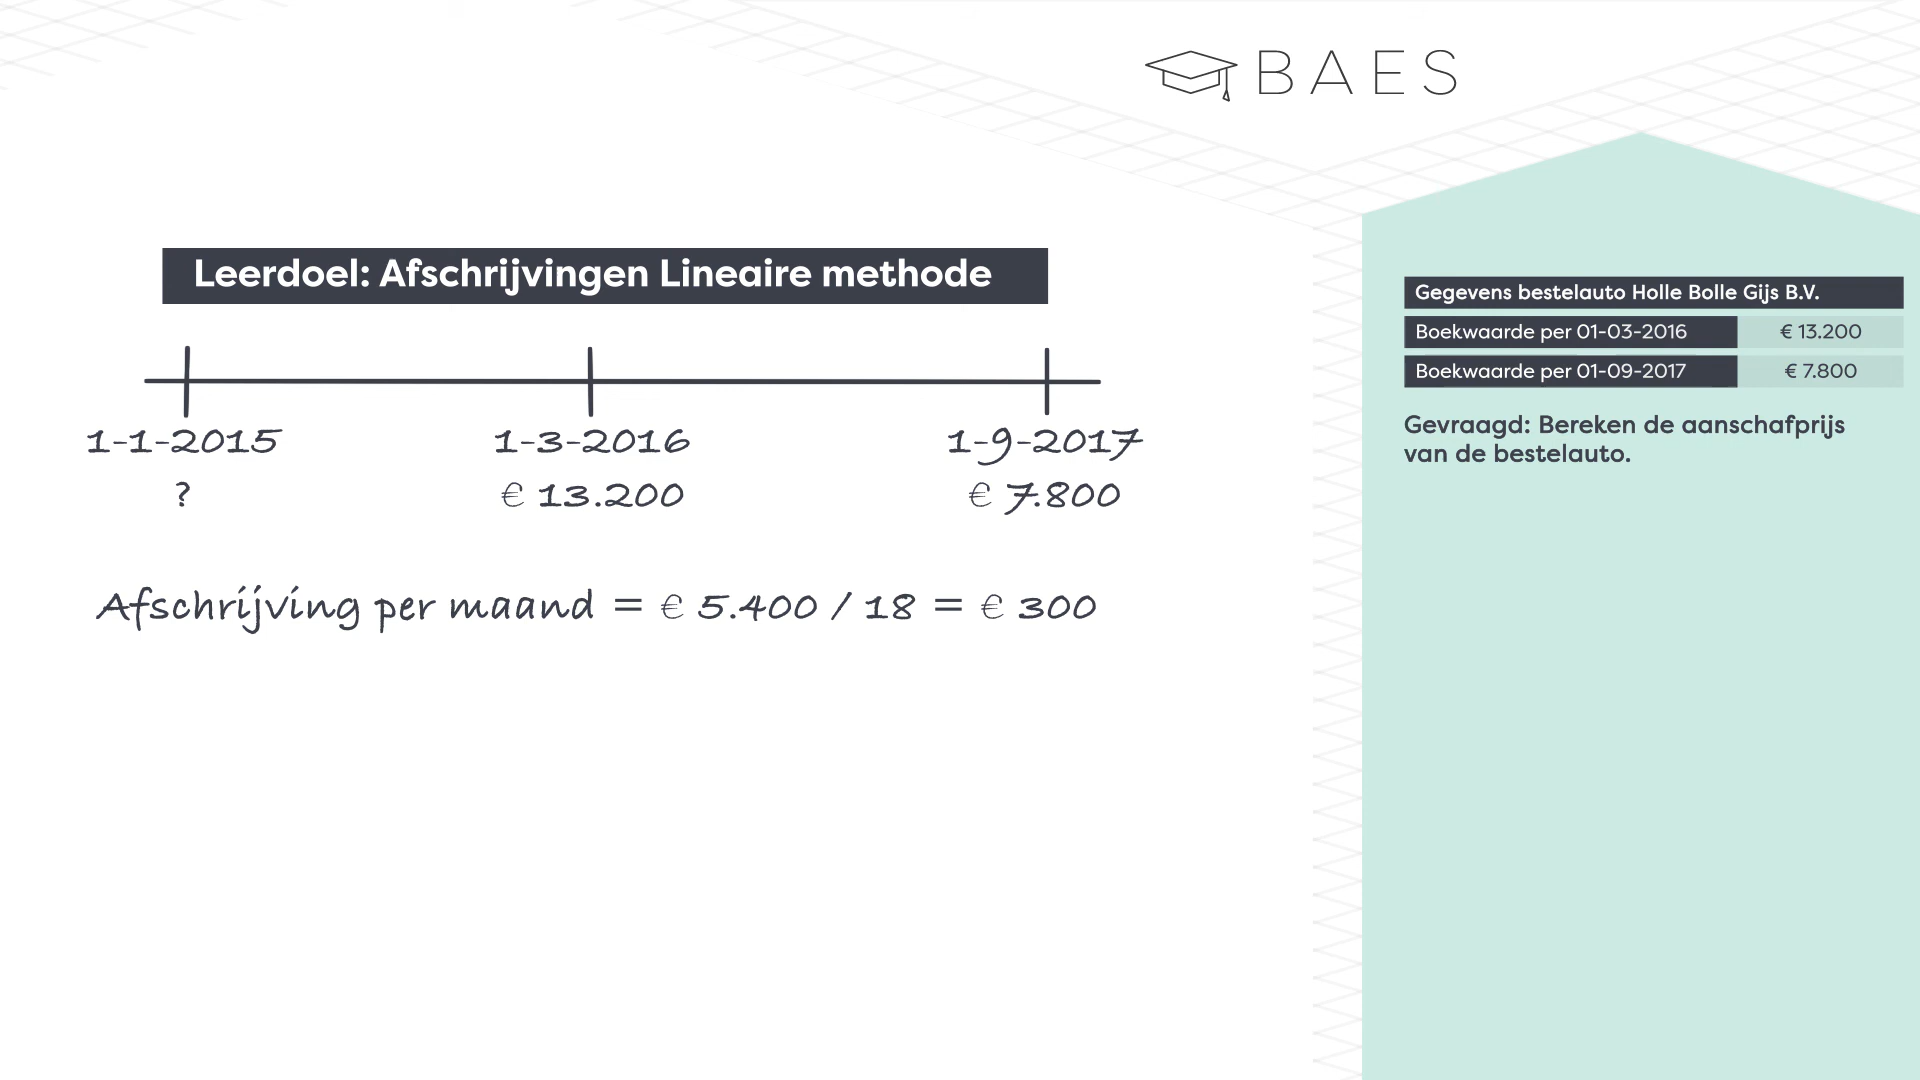 BAES
Leerdoel: Afschrijvingen Lineaire methode
1-1-2015
?
1-3-2016
€ 13.200
1-9-2017
€ 7.800
Afschrijving per maand = € 5.400 / 18 = € 300
Gegevens bestelauto Holle Bolle Gijs B.V.
Boekwaarde per 01-03-2016 € 13.200
Boekwaarde per 01-09-2017 € 7.800
Gevraagd: Bereken de aanschafprijs
van de bestelauto.